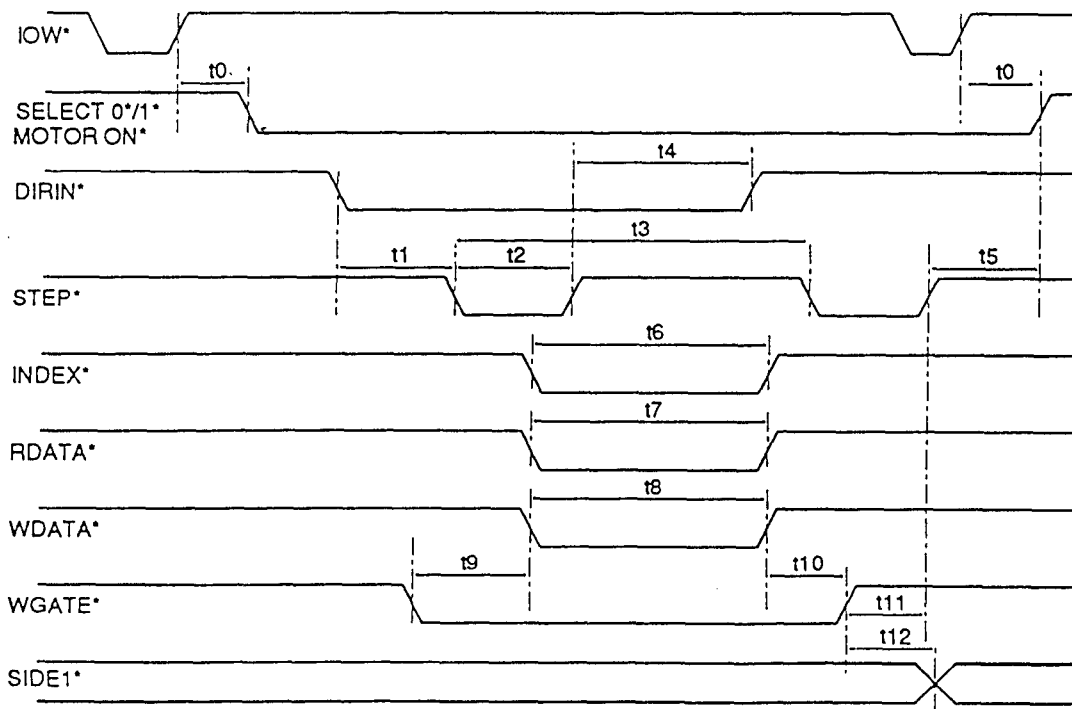 IOW*
t0 t0
SELECT 0*/1*
MOTOR ON*
t4
DIRIN*
t3
t1 t2 t5
STEP*
t6
INDEX*
t7
RDATA*
t8
WDATA*
t9 t10
WGATE*
t11
t12
SIDE1*